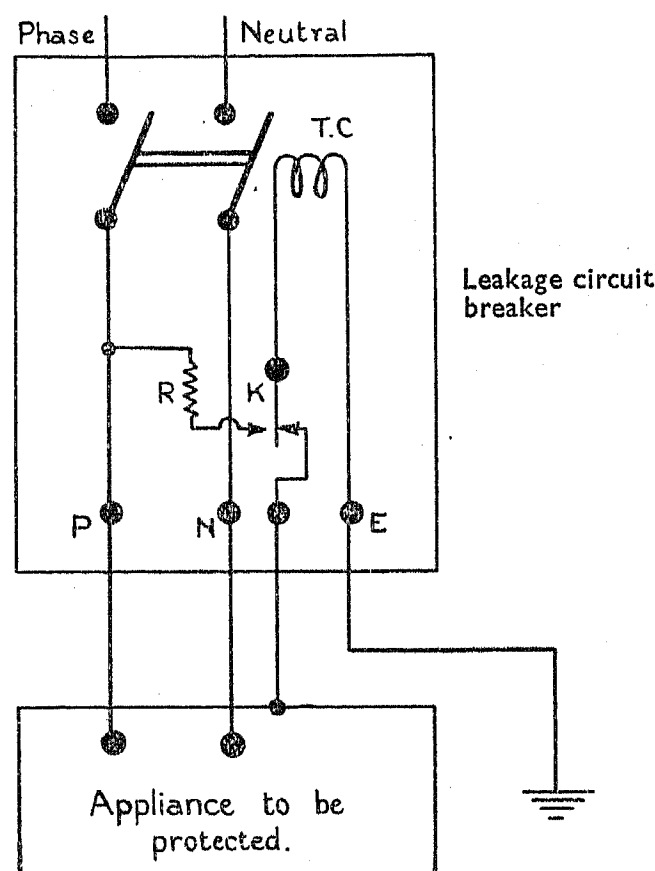 Phase Neutral
T.C
Leakage circuit
breaker
R K
P N E
Appliance to be
protected.